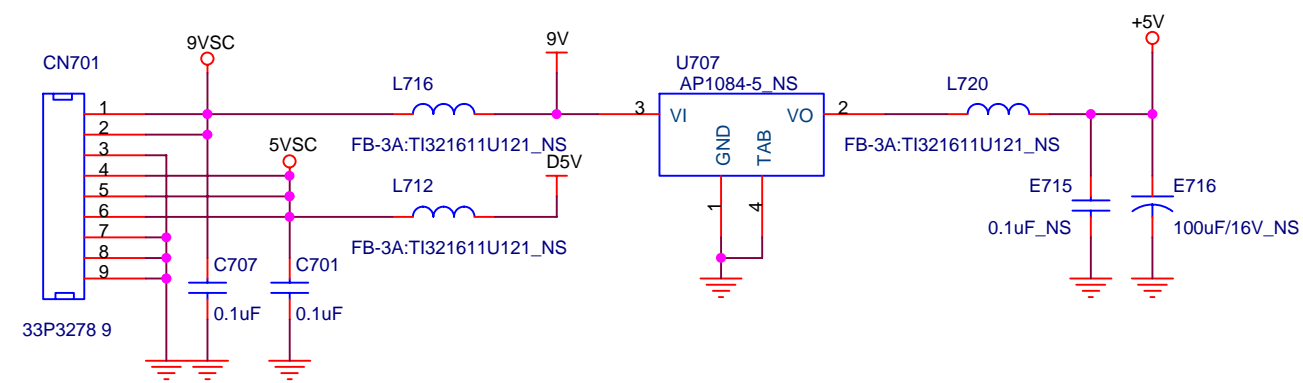 +5V
9VSC
9V
CN701
U707
AP1084-5_NS
L716
L720
1
3
VI
VO
2
2
FB-3A:TI321611U121_NS
FB-3A:TI321611U121_NS
GND
TAB
3
5VSC
D5V
4
L712
E715
E716
5
1
4
6
0.1uF_NS
100uF/16V_NS
7
FB-3A:TI321611U121_NS
8
C707
C701
9
0.1uF
0.1uF
33P3278 9